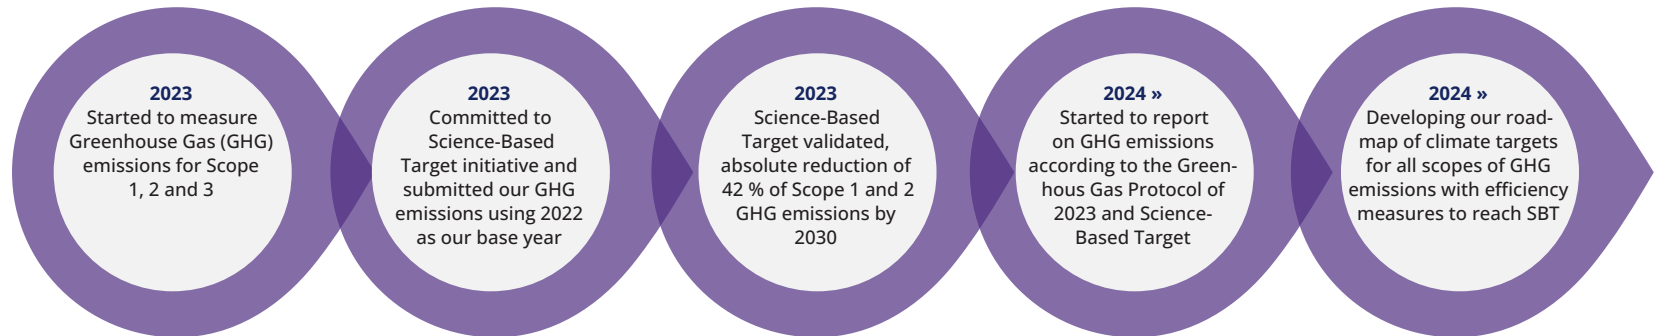 2023
Started to measure
Greenhouse Gas (GHG)
emissions for Scope
1, 2 and 3
2023
Committed to
Science-Based
Target initiative and
submitted our GHG
emissions using 2022
as our base year
2023
Science-Based
Target validated,
absolute reduction of
42 % of Scope 1 and 2
GHG emissions by
2030
2024 »
Started to report
on GHG emissions
according to the Green-
hous Gas Protocol of
2023 and Science-
Based Target
2024 »
Developing our road-
map of climate targets
for all scopes of GHG
emissions with efficiency
measures to reach SBT